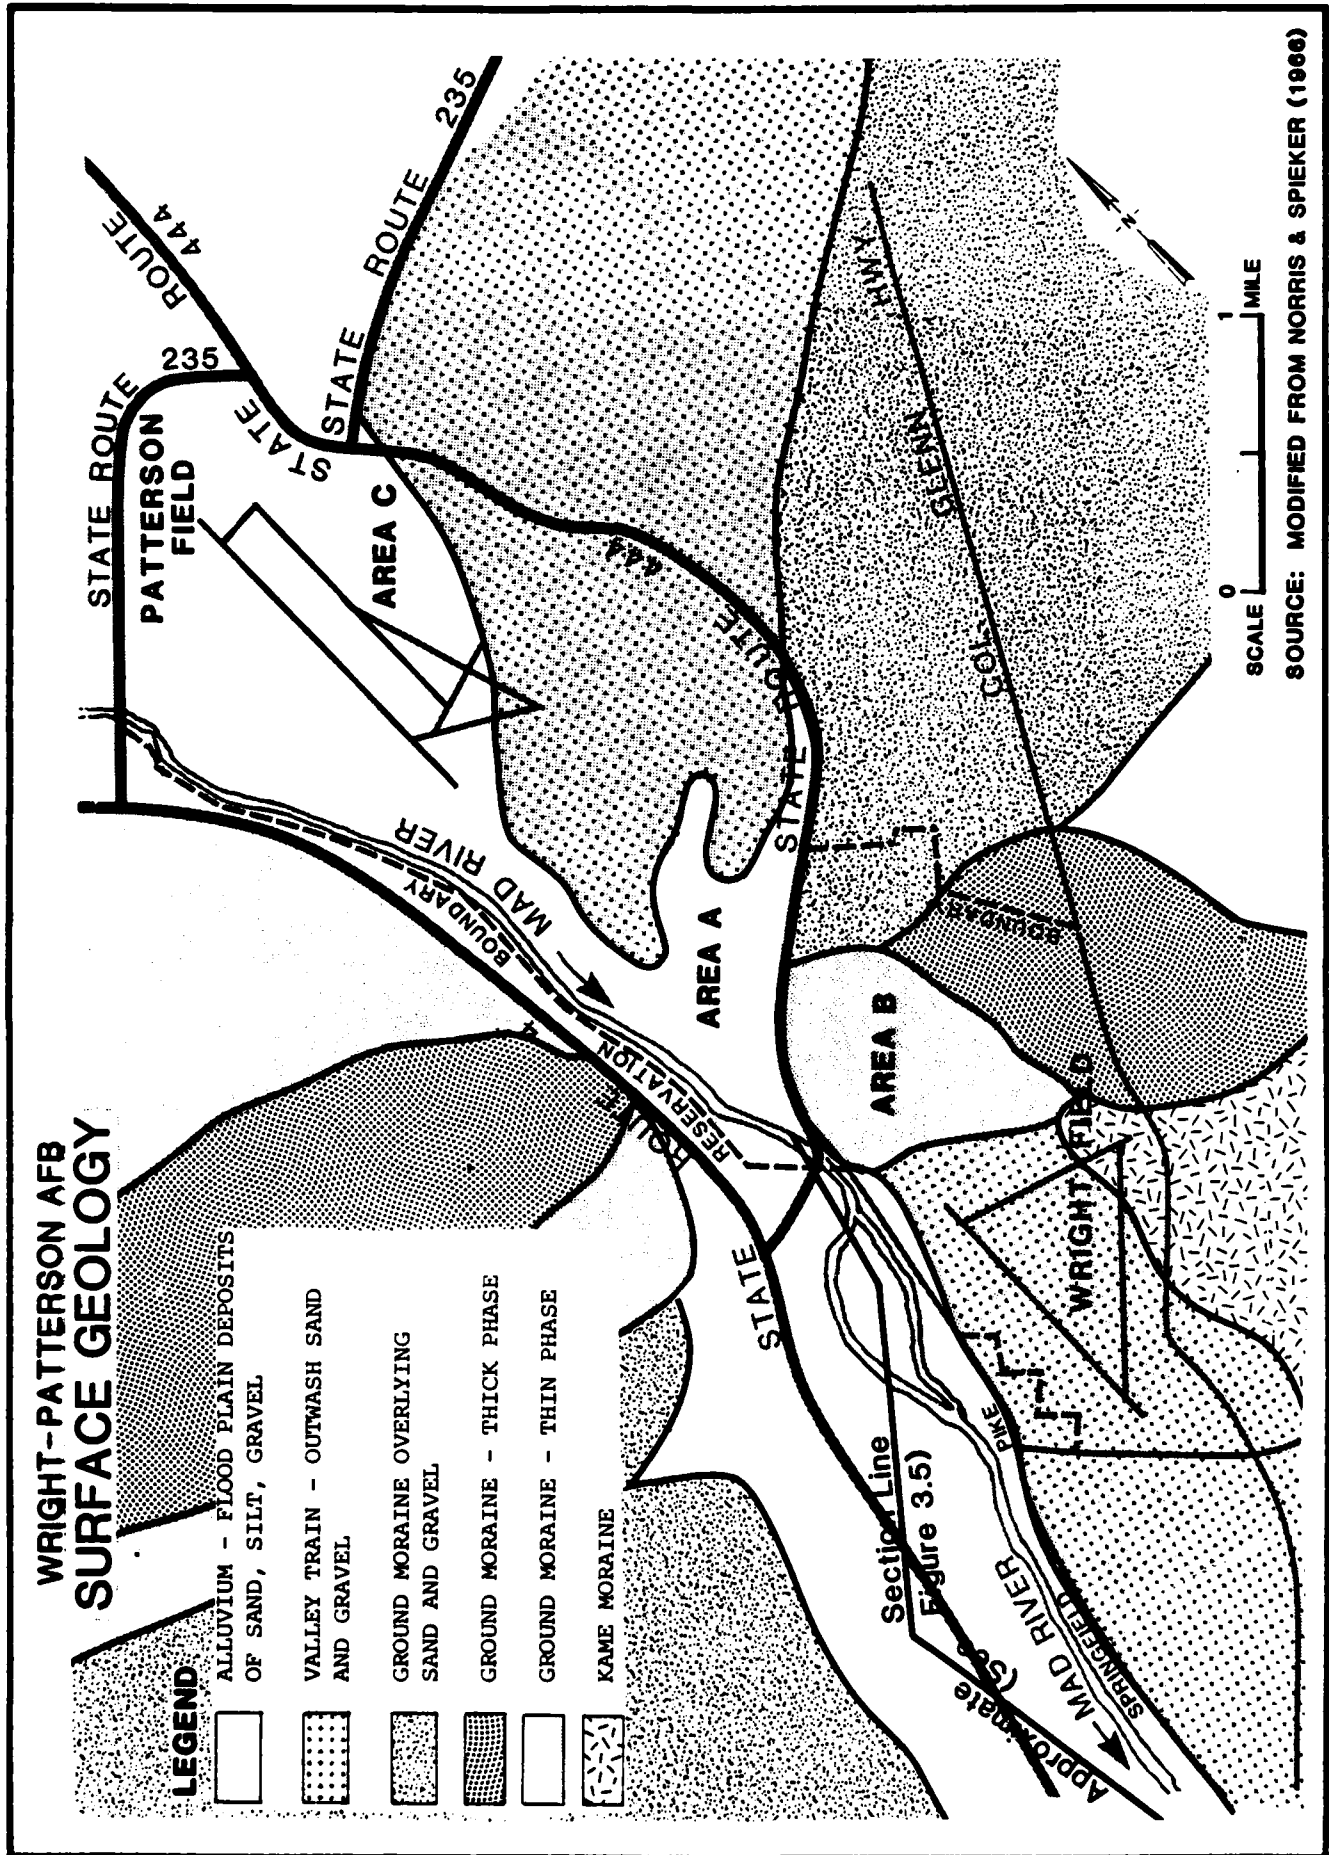 WRIGHT-PATTERSON AFB
SURFACE GEOLOGY
LEGEND
ALLUVIUM - FLOOD PLAIN DEPOSITS
OF SAND, SILT, GRAVEL
VALLEY TRAIN - OUTWASH SAND
AND GRAVEL
GROUND MORAINE OVERLYING
SAND AND GRAVEL
GROUND MORAINE - THICK PHASE
GROUND MORAINE - THIN PHASE
KAME MORAINE
STATE ROUTE
235
PATTERSON
FIELD
ROUTE
444
STATE
STATE ROUTE 235
AREA C
444
STATE ROUTE
MAD RIVER
RESERVATION BOUNDARY
AREA A
STATE ROUTE 4
AREA B
BOUNDARY
COL. GLENN HWY
WRIGHT FIELD
Approximate Section Line
(See Figure 3.5)
MAD RIVER
SPRINGFIELD PIKE
N
SCALE 0 1 MILE
SOURCE: MODIFIED FROM NORRIS & SPIEKER (1966)